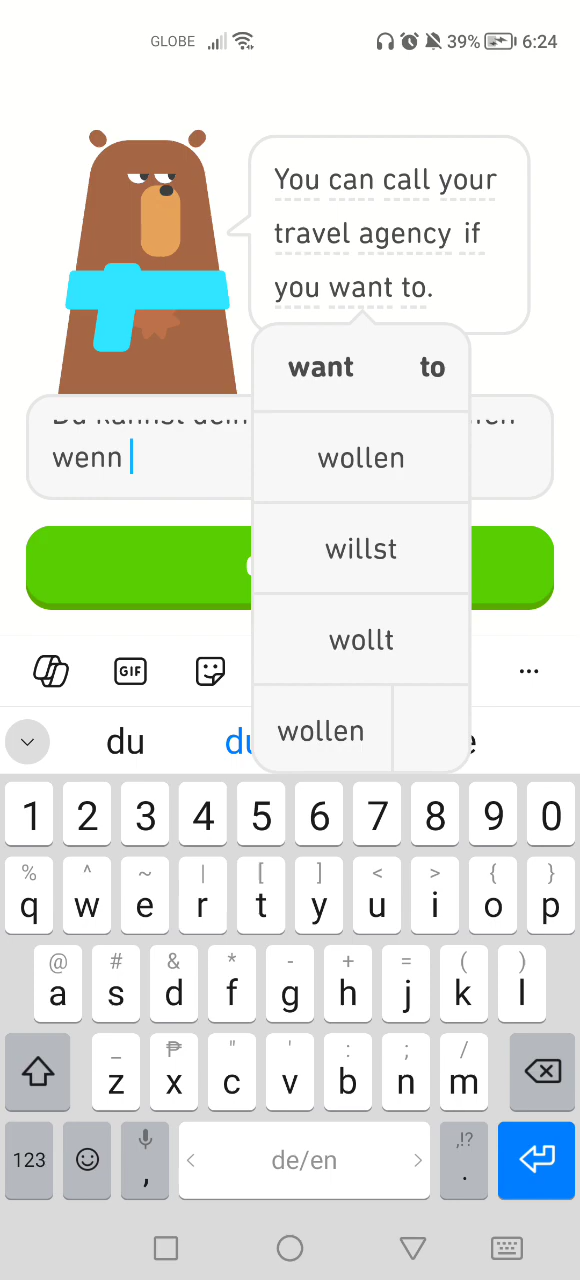 GLOBE 39% 6:24
You can call your
travel agency if
you want to.
want to
wollen
wenn
willst
wollt
GIF
...
du
wollen
1 2 3 4 5 6 7 8 9 0
% ^ ~ | [ ] < > { }
q w e r t y u i o p
@ # & * - + = ( )
a s d f g h j k l
_ ₱ " ' : ; /
z x c v b n m
,!?
123 , < de/en > .